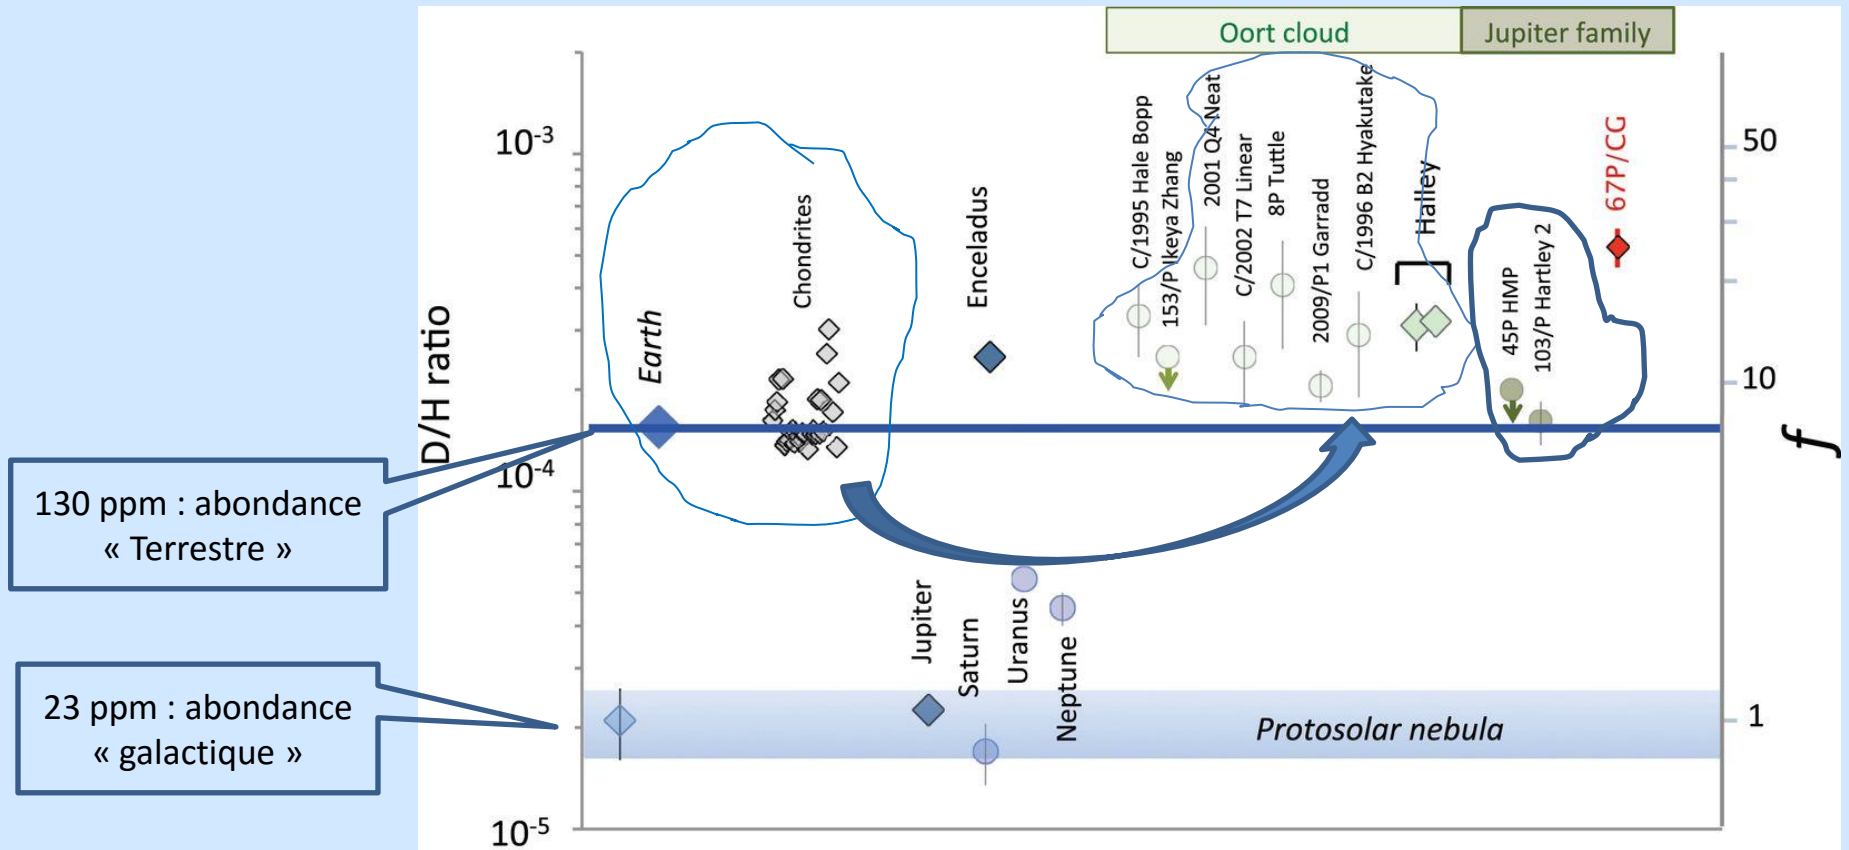 Oort cloud
Jupiter family
D/H ratio
10-3
10-4
10-5
50
10
1
f
Earth
Chondrites
Enceladus
C/1995 Hale Bopp
153/P Ikeya Zhang
2001 Q4 Neat
C/2002 T7 Linear
8P Tuttle
2009/P1 Garradd
C/1996 B2 Hyakutake
Halley
45P HMP
103/P Hartley 2
67P/CG
130 ppm : abondance
« Terrestre »
23 ppm : abondance
« galactique »
Jupiter
Saturn
Uranus
Neptune
Protosolar nebula